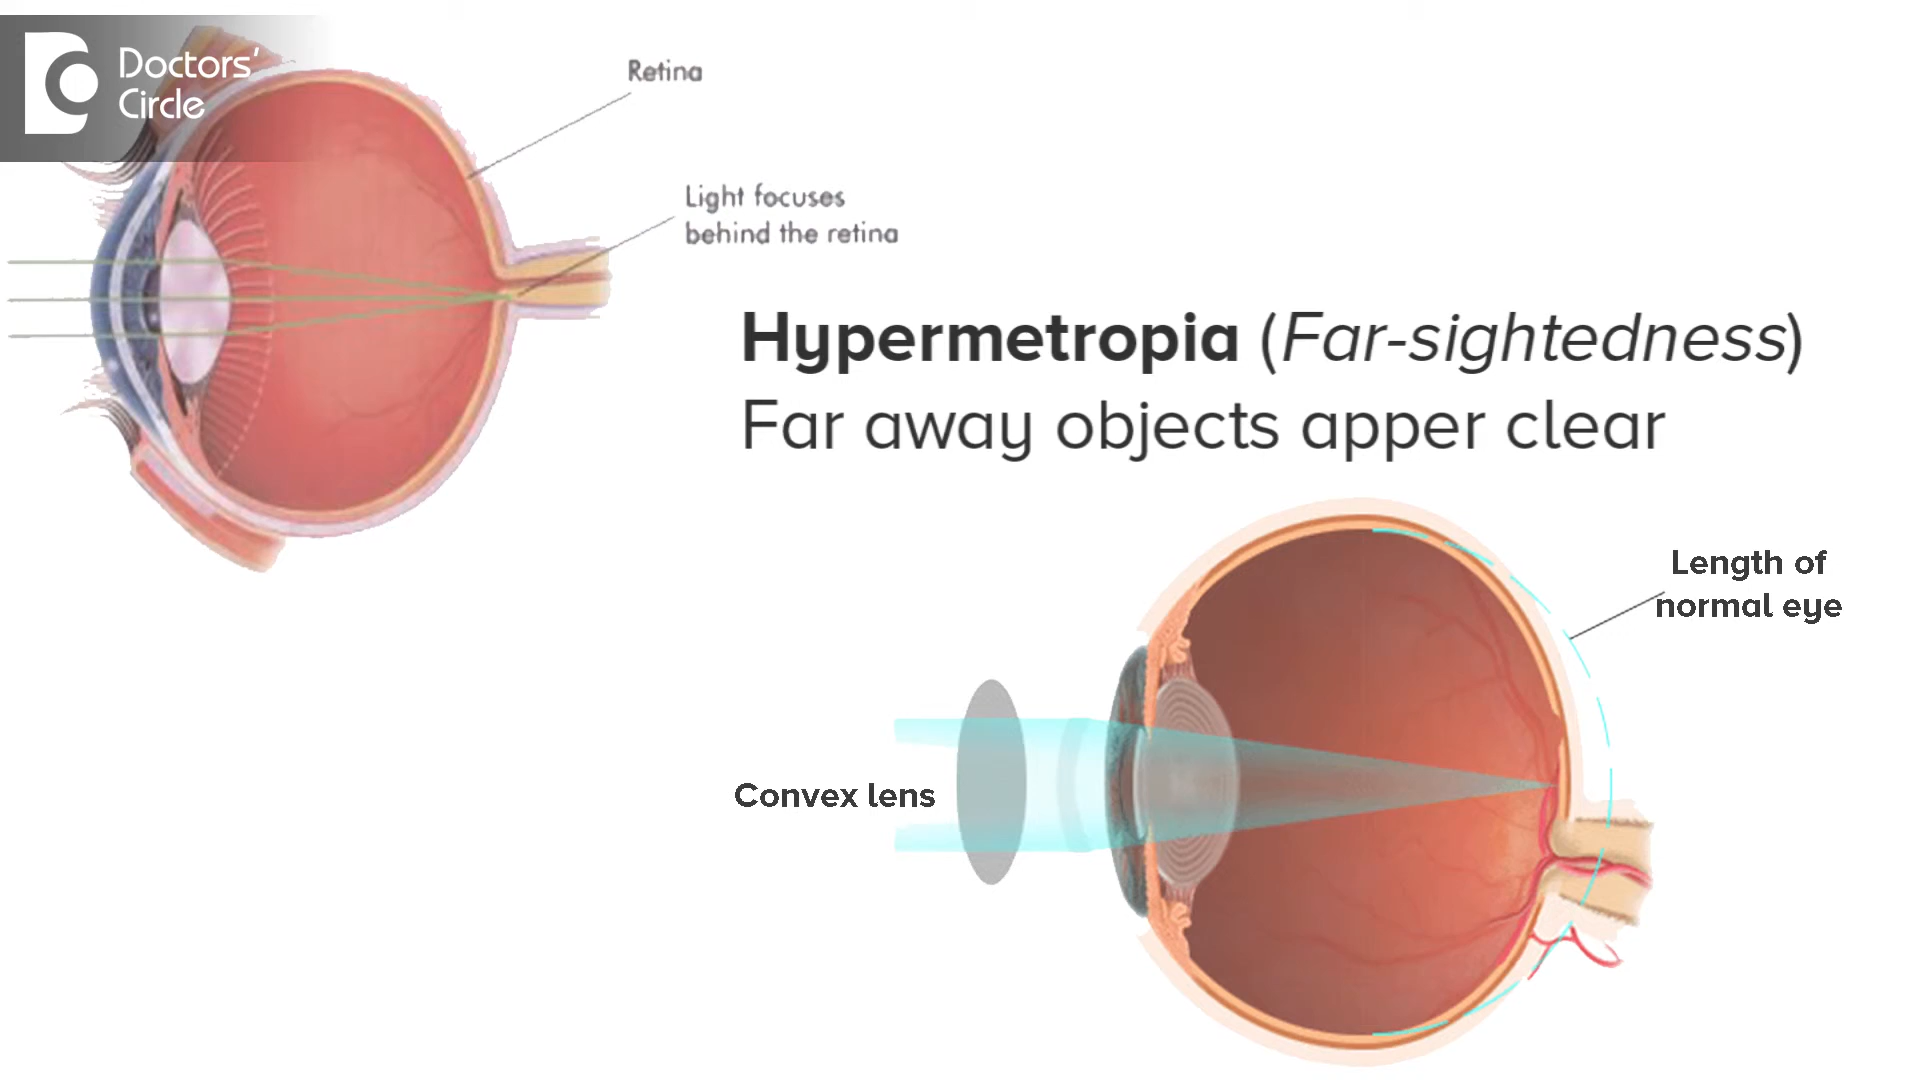 Doctors'
Circle
Retina
Light focuses
behind the retina
Hypermetropia (Far-sightedness)
Far away objects apper clear
Length of
normal eye
Convex lens